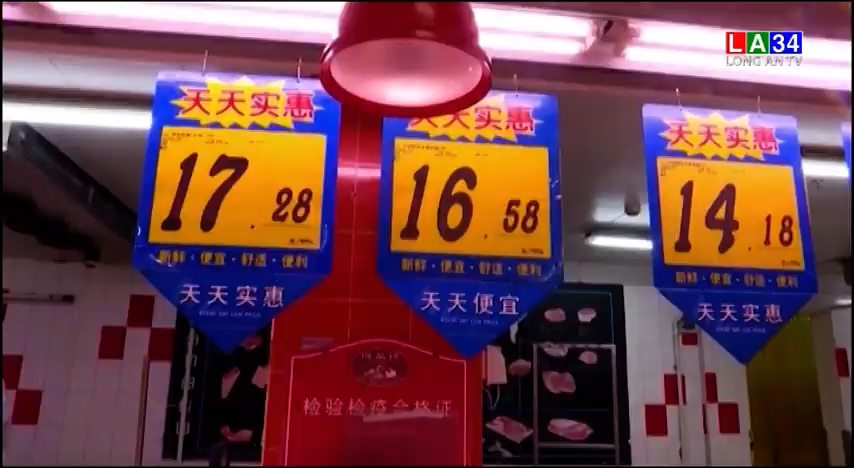 LA34
LONG AN TV
天天实惠
17.28
新鲜·便宜·舒适·便利
天天实惠
天天实惠
16.58
新鲜·便宜·舒适·便利
天天便宜
天天实惠
14.18
新鲜·便宜·舒适·便利
天天实惠
检验检疫合格证